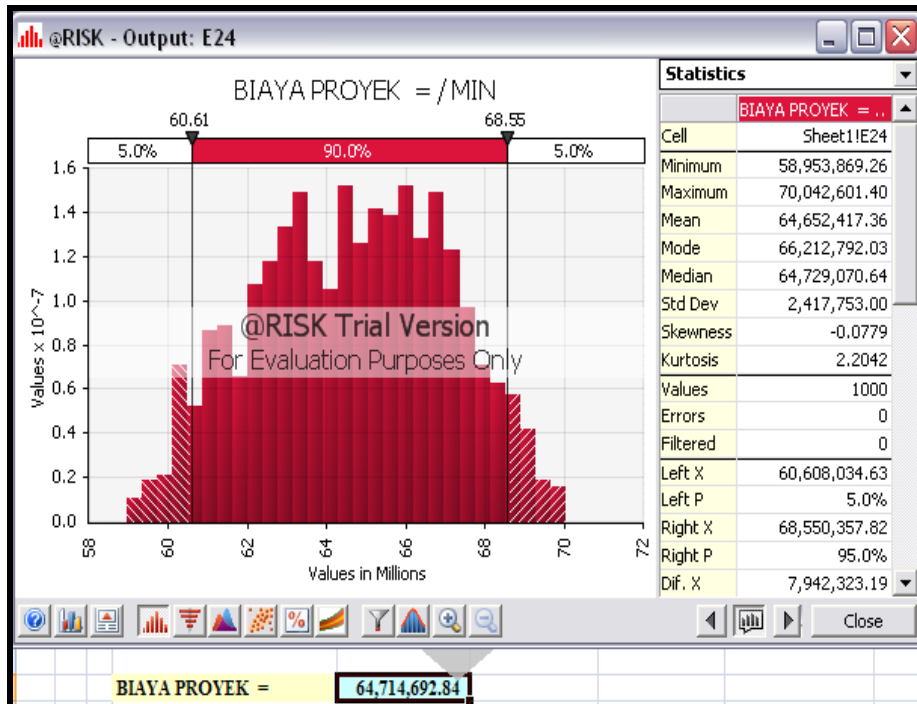 @RISK - Output: E24
BIAYA PROYEK = / MIN
60.61 68.55
5.0% 90.0% 5.0%
1.6
1.4
1.2
1.0
0.8
0.6
0.4
0.2
0.0
Values x 10^-7
58 60 62 64 66 68 70 72
Values in Millions
@RISK Trial Version
For Evaluation Purposes Only
Statistics
BIAYA PROYEK = ..
Cell Sheet1!E24
Minimum 58,953,869.26
Maximum 70,042,601.40
Mean 64,652,417.36
Mode 66,212,792.03
Median 64,729,070.64
Std Dev 2,417,753.00
Skewness -0.0779
Kurtosis 2.2042
Values 1000
Errors 0
Filtered 0
Left X 60,608,034.63
Left P 5.0%
Right X 68,550,357.82
Right P 95.0%
Dif. X 7,942,323.19
Close
BIAYA PROYEK = 64,714,692.84